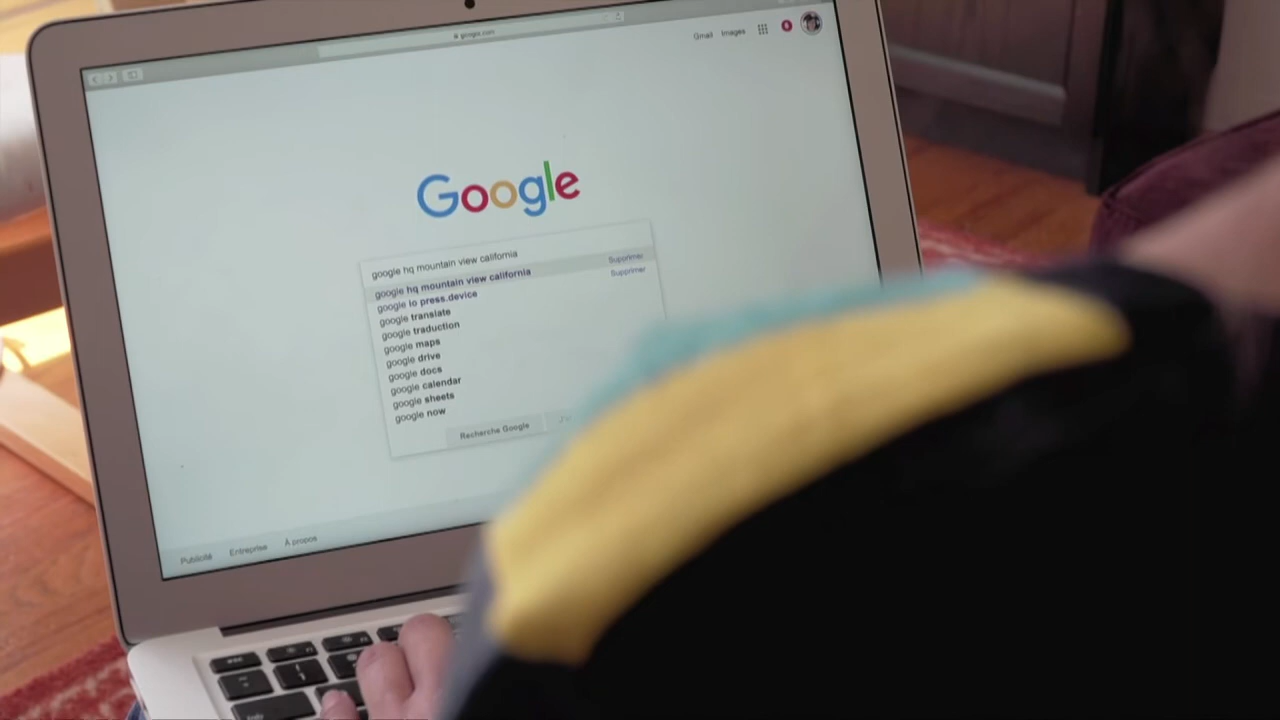 google.com
Gmail Images
Google
google hq mountain view california
google hq mountain view california Supprimer
google io press.device Supprimer
google translate
google traduction
google maps
google drive
google docs
google calendar
google sheets
google now
Recherche Google
Publicité Entreprise À propos